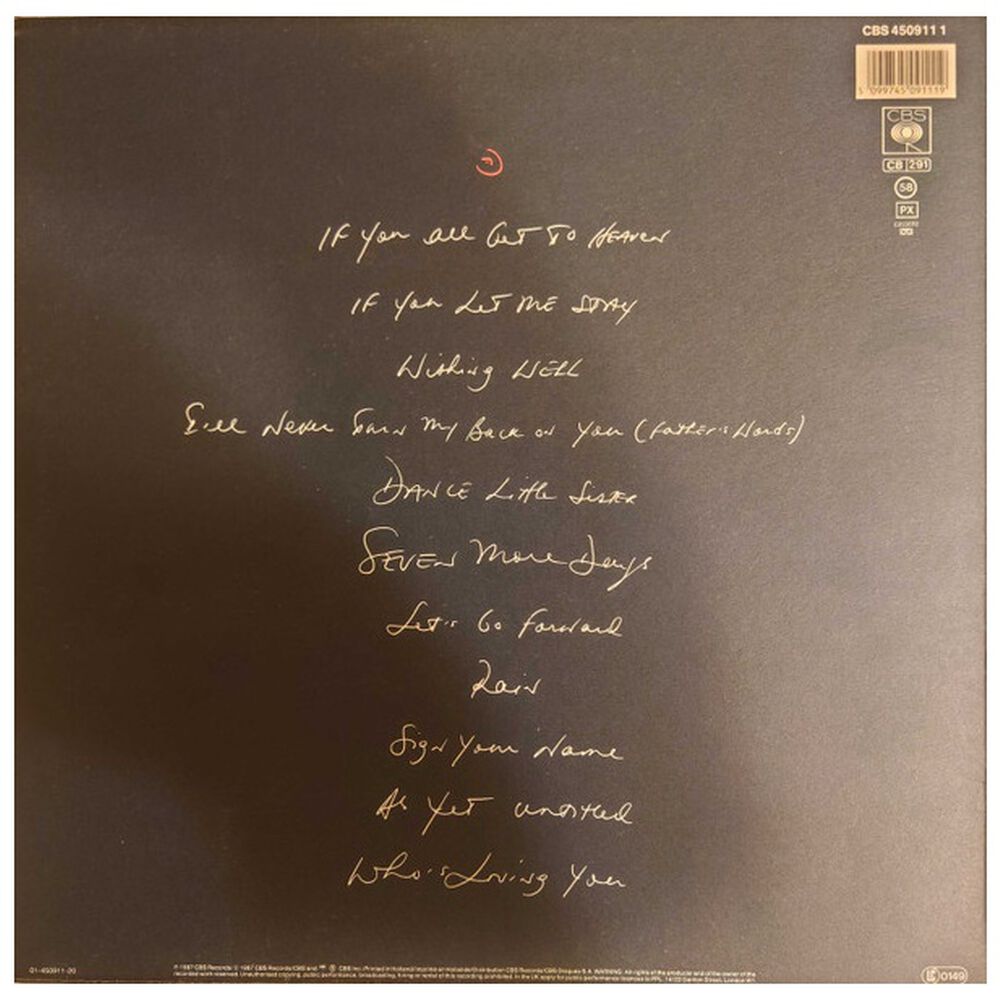 CBS 450911 1
5 099745 091119
CBS
CB 291
58
PX
If You All Get To Heaven
If You Let Me Stay
Wishing Well
I'll Never Turn My Back on You (Father's Words)
Dance Little Sister
Seven More Days
Let's Go Forward
Rain
Sign Your Name
As Yet Untitled
Who's Loving You
01-450911-20
0149